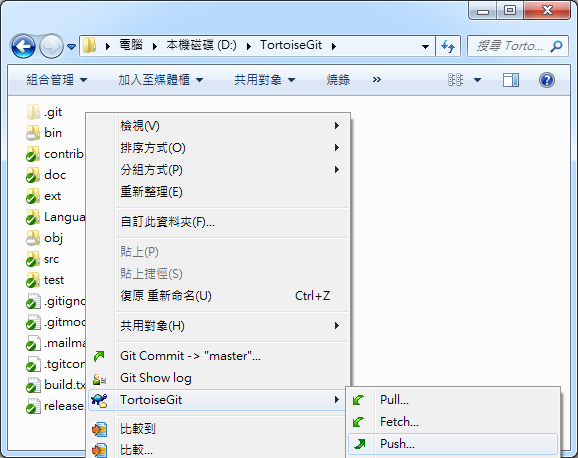 電腦 本機磁碟 (D:) TortoiseGit
搜尋 Torto...
組合管理 加入至媒體櫃 共用對象 燒錄 »
.git
bin
contrib
doc
ext
Langua
obj
src
test
.gitigno
.gitmod
.mailma
.tgitcon
build.tx
release
檢視(V)
排序方式(O)
分組方式(P)
重新整理(E)
自訂此資料夾(F)...
貼上(P)
貼上捷徑(S)
復原 重新命名(U) Ctrl+Z
共用對象(H)
Git Commit -> "master"...
Git Show log
TortoiseGit
比較到
比較...
Pull...
Fetch...
Push...